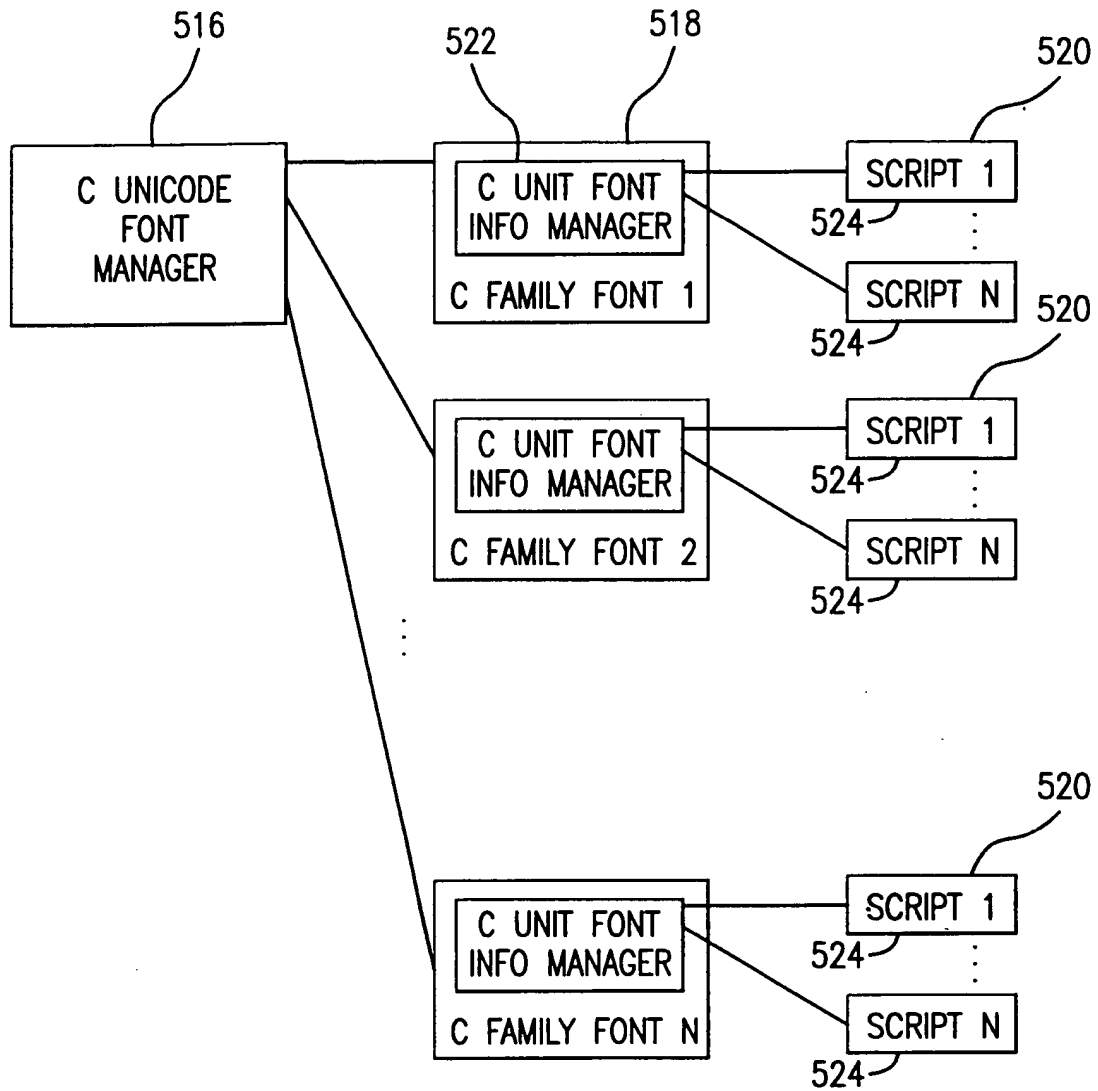 516
522
518
520
C UNICODE
FONT
MANAGER
C UNIT FONT
INFO MANAGER
C FAMILY FONT 1
SCRIPT 1
524
SCRIPT N
524
520
C UNIT FONT
INFO MANAGER
C FAMILY FONT 2
SCRIPT 1
524
SCRIPT N
524
520
C UNIT FONT
INFO MANAGER
C FAMILY FONT N
SCRIPT 1
524
SCRIPT N
524